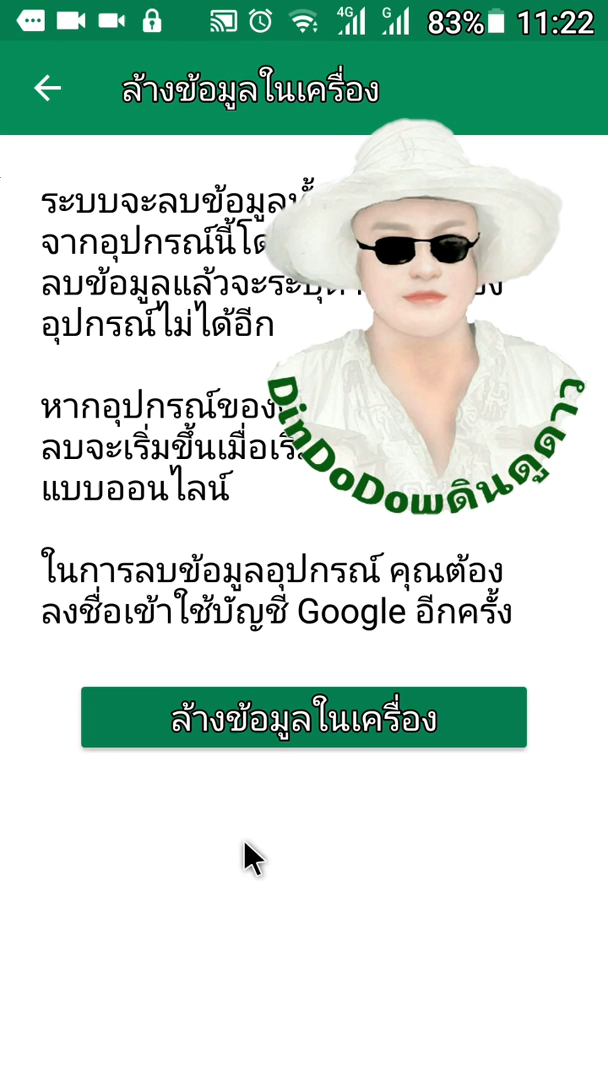 4G G 83% 11:22
ล้างข้อมูลในเครื่อง
ระบบจะลบข้อมูล
จากอุปกรณ์นี้
ลบข้อมูลแล้ว
อุปกรณ์ไม่ได้อีก
หากอุปกรณ์ของ
ลบจะเริ่มขึ้นเมื่อ
แบบออนไลน์
DinDoDowดินดูดาว
ในการลบข้อมูลอุปกรณ์ คุณต้อง
ลงชื่อเข้าใช้บัญชี Google อีกครั้ง
ล้างข้อมูลในเครื่อง